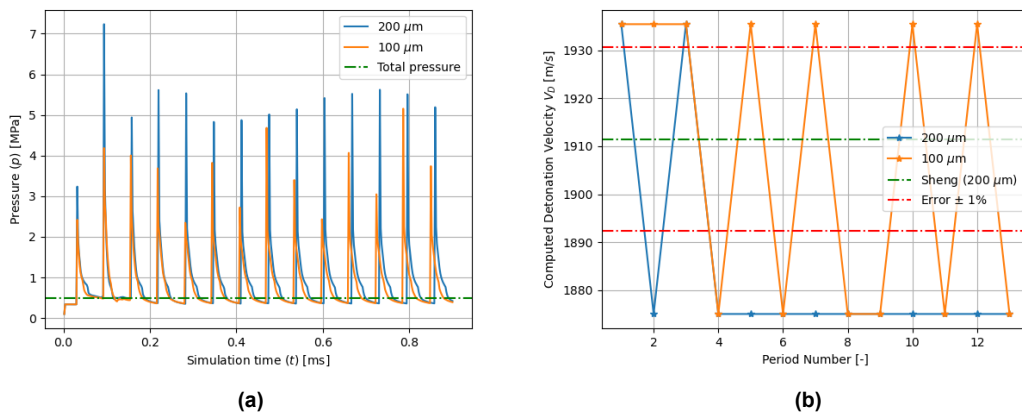 7
6
5
4
3
2
1
0
Pressure (p) [MPa]
0.0 0.2 0.4 0.6 0.8
Simulation time (t) [ms]
200 μm
100 μm
Total pressure
(a)
1930
1920
1910
1900
1890
1880
Computed Detonation Velocity V_D [m/s]
2 4 6 8 10 12
Period Number [-]
200 μm
100 μm
Sheng (200 μm)
Error ± 1%
(b)